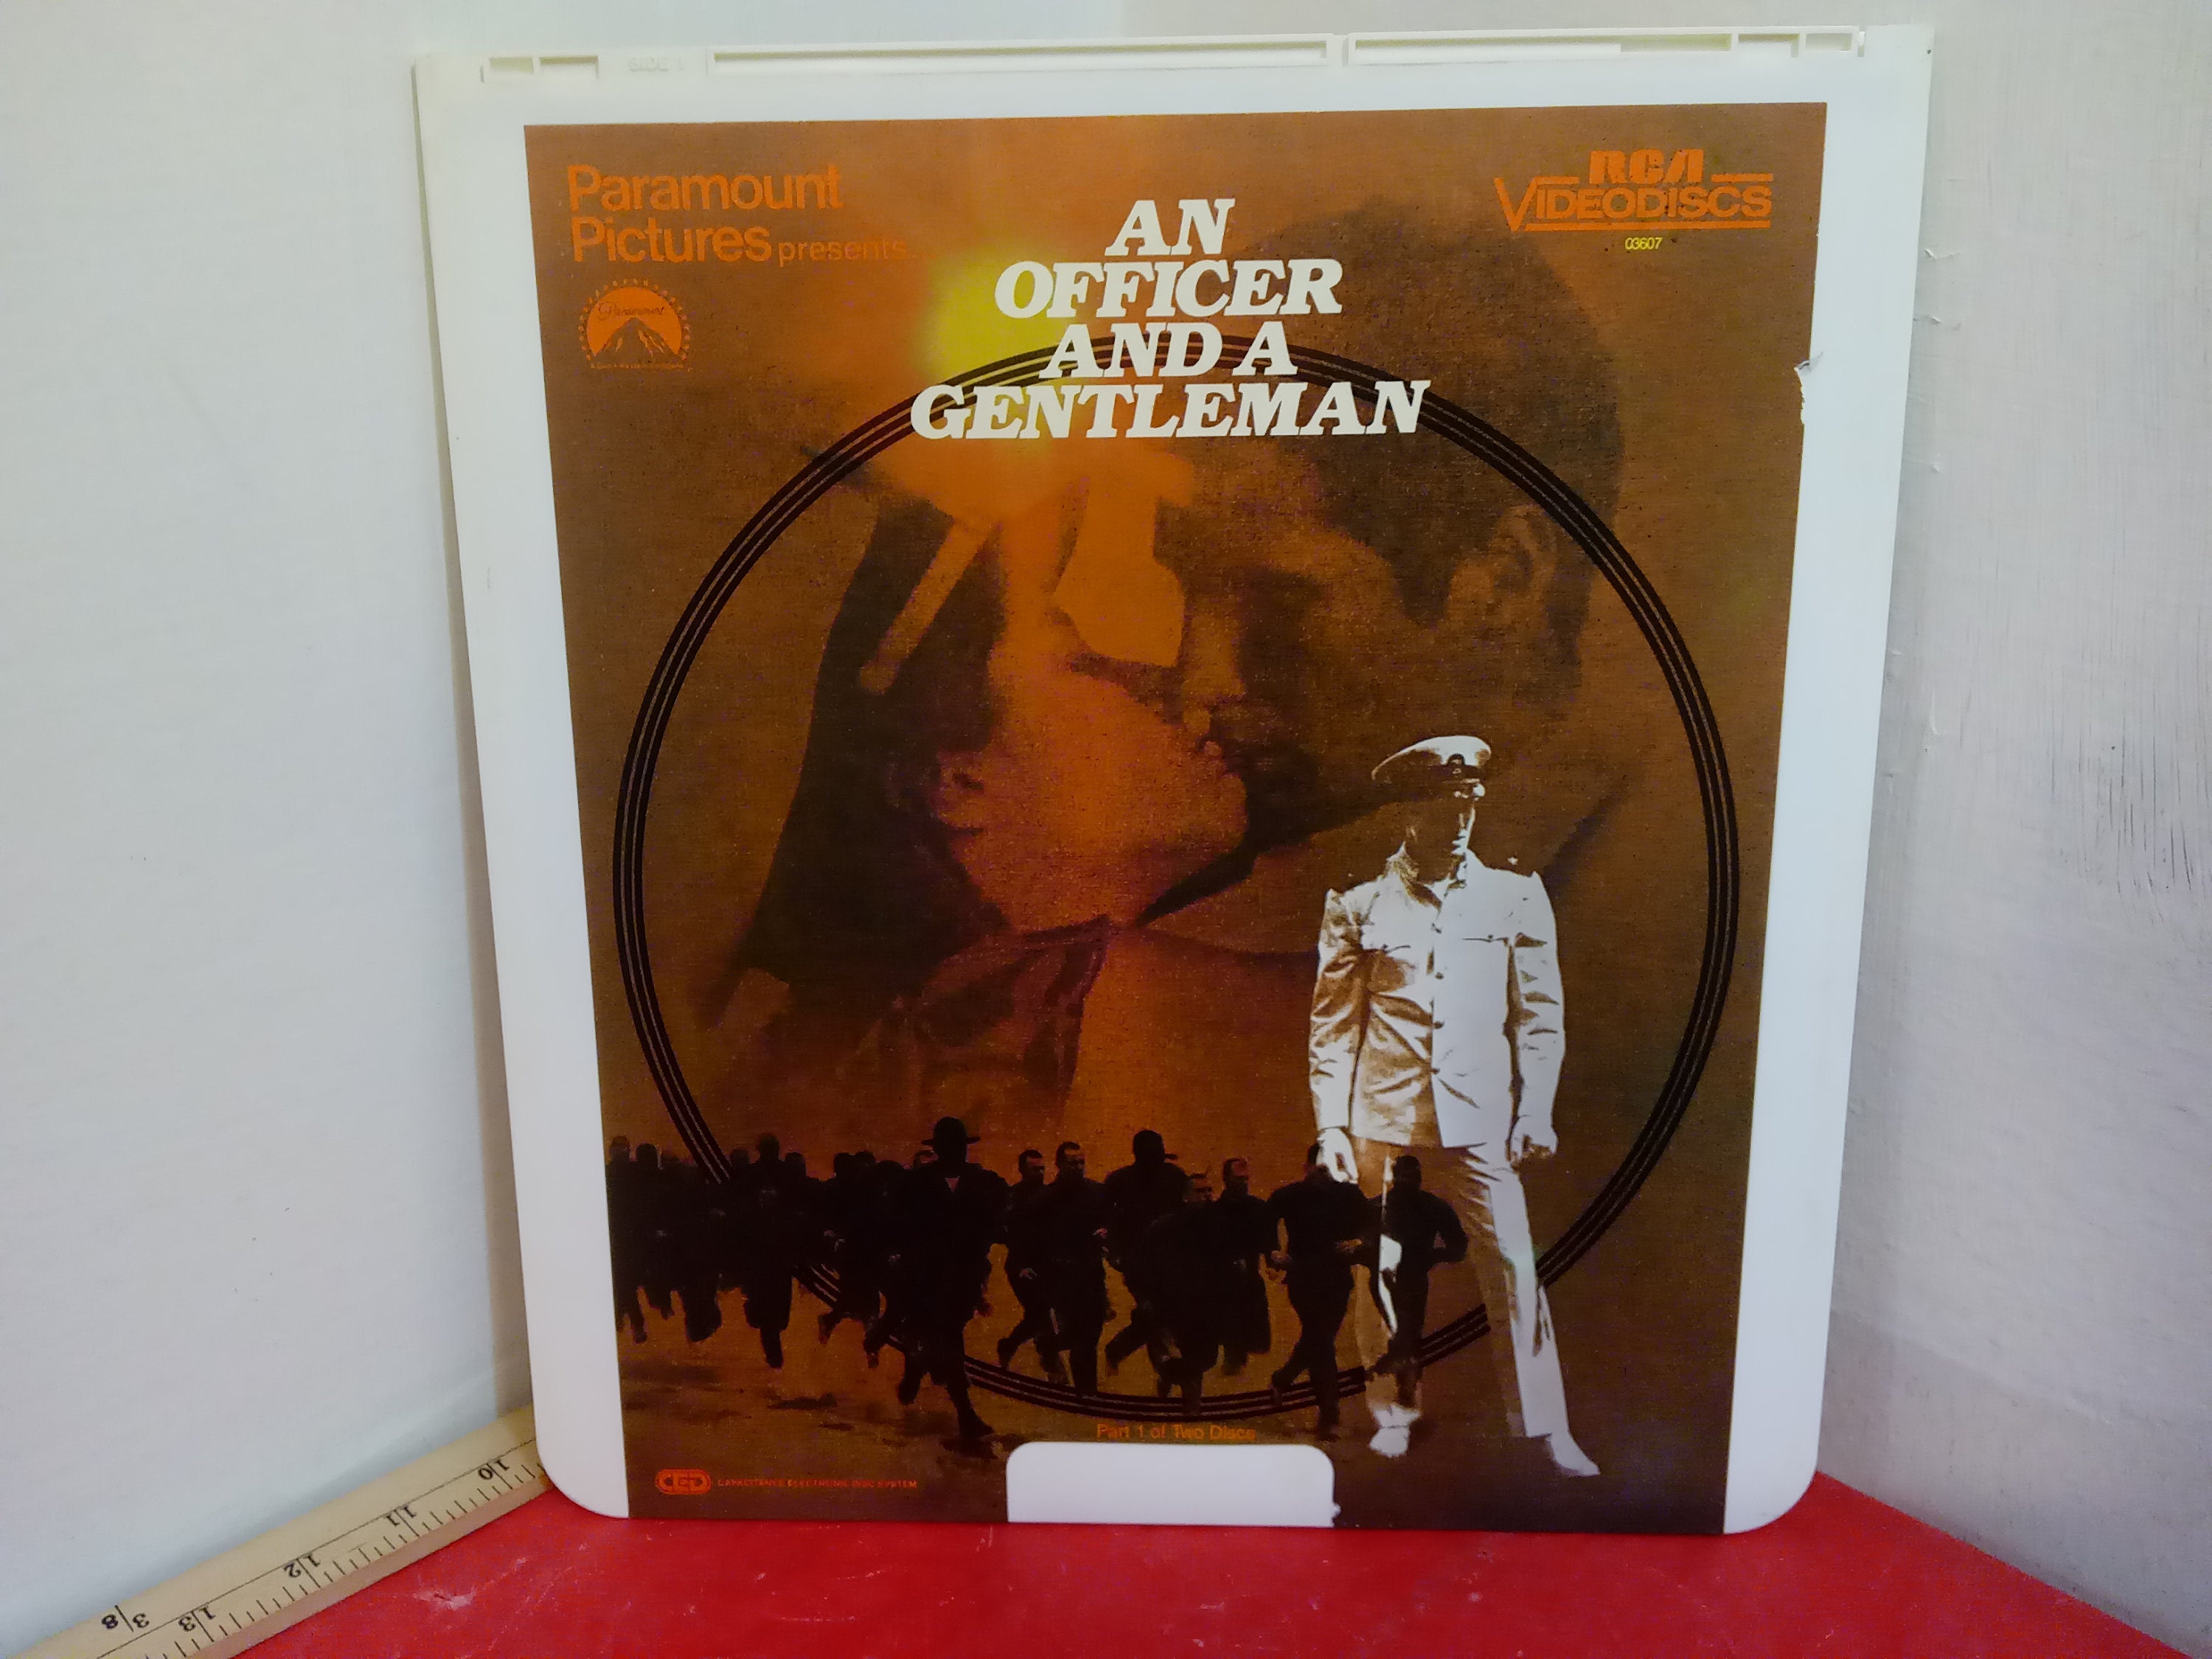 SIDE 1
Paramount
Pictures presents
Paramount
RCA
VIDEODISCS
03607
AN
OFFICER
AND A
GENTLEMAN
Part 1 of Two Discs
CED CAPACITANCE ELECTRONIC DISC SYSTEM
10
11
12
13
3/8